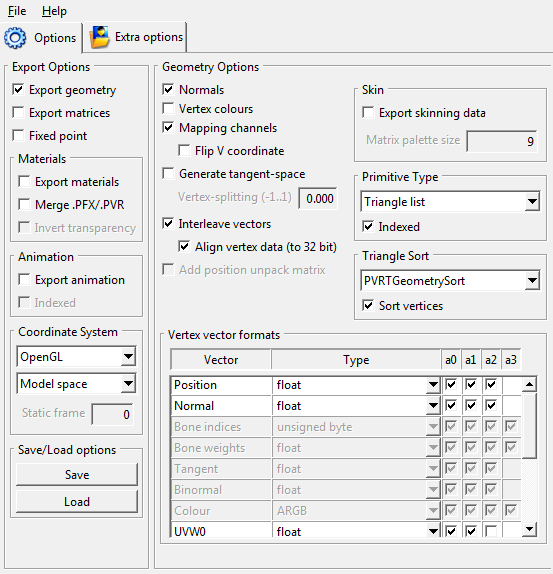 File Help
Options Extra options
Export Options
Export geometry
Export matrices
Fixed point
Materials
Export materials
Merge .PFX/.PVR
Invert transparency
Animation
Export animation
Indexed
Coordinate System
OpenGL
Model space
Static frame 0
Save/Load options
Save
Load
Geometry Options
Normals
Vertex colours
Mapping channels
Flip V coordinate
Generate tangent-space
Vertex-splitting (-1..1) 0.000
Interleave vectors
Align vertex data (to 32 bit)
Add position unpack matrix
Skin
Export skinning data
Matrix palette size 9
Primitive Type
Triangle list
Indexed
Triangle Sort
PVRTGeometrySort
Sort vertices
Vertex vector formats
Vector Type a0 a1 a2 a3
Position float
Normal float
Bone indices unsigned byte
Bone weights float
Tangent float
Binormal float
Colour ARGB
UVW0 float